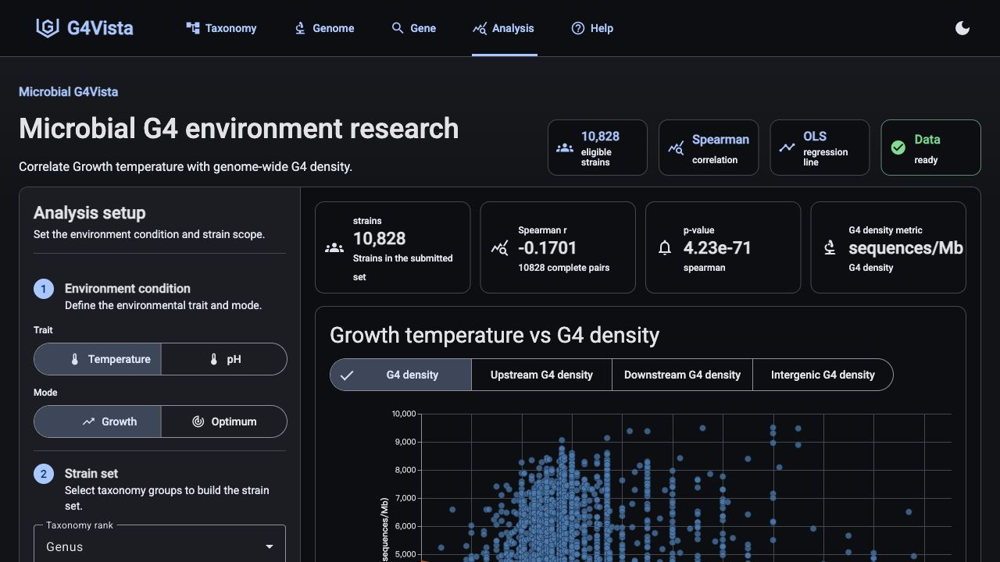 G4Vista
Taxonomy
Genome
Gene
Analysis
Help
Microbial G4Vista
Microbial G4 environment research
Correlate Growth temperature with genome-wide G4 density.
10,828
eligible
strains
Spearman
correlation
OLS
regression
line
Data
ready
Analysis setup
Set the environment condition and strain scope.
1
Environment condition
Define the environmental trait and mode.
Trait
Temperature
pH
Mode
Growth
Optimum
2
Strain set
Select taxonomy groups to build the strain
set.
Taxonomy rank
Genus
strains
10,828
Strains in the submitted
set
Spearman r
-0.1701
10828 complete pairs
p-value
4.23e-71
spearman
G4 density metric
sequences/Mb
G4 density
Growth temperature vs G4 density
G4 density
Upstream G4 density
Downstream G4 density
Intergenic G4 density
10,000
9,000
8,000
7,000
6,000
5,000
sequences/Mb)